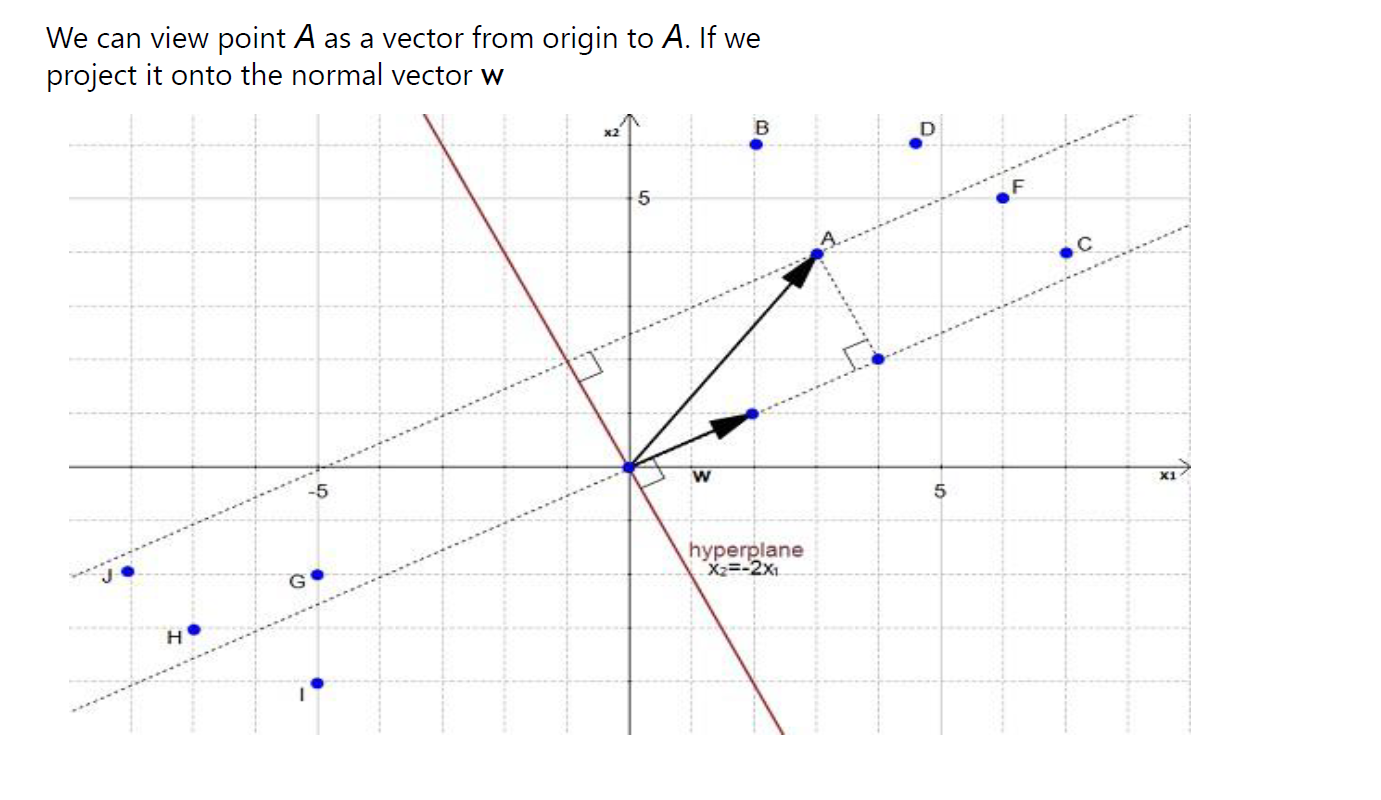 We can view point A as a vector from origin to A. If we
project it onto the normal vector w
x2
B
D
5
F
A
C
w
x1
-5
5
hyperplane
x₂=-2x₁
J
G
H
I